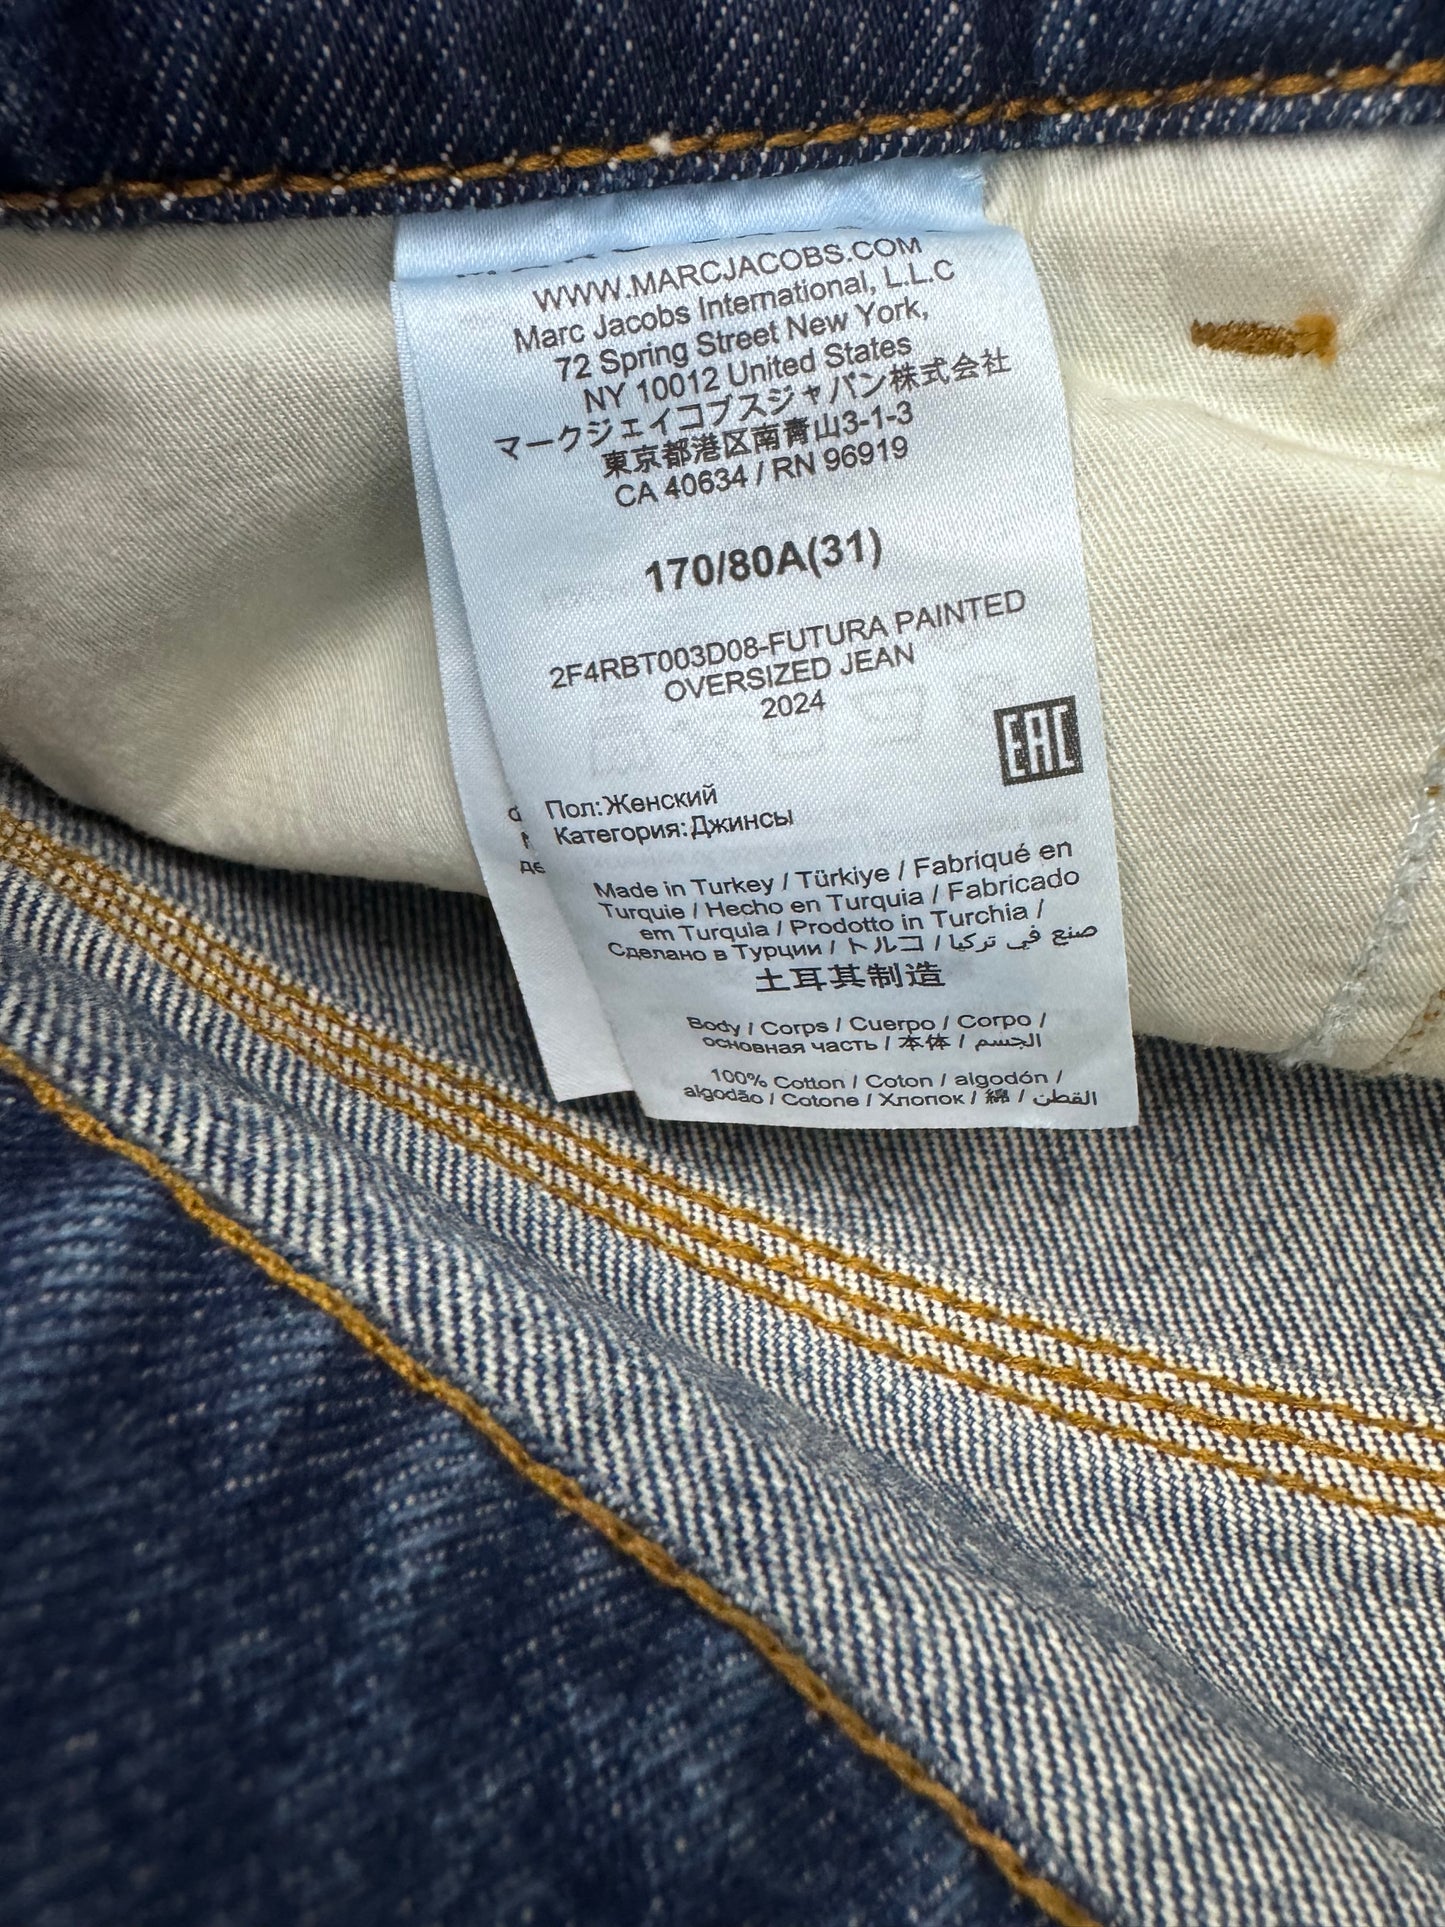 WWW.MARCJACOBS.COM
Marc Jacobs International, L.L.C
72 Spring Street New York,
NY 10012 United States
マークジェイコブスジャパン株式会社
東京都港区南青山3-1-3
CA 40634 / RN 96919
170/80A(31)
2F4RBT003D08-FUTURA PAINTED
OVERSIZED JEAN
2024
EAC
Пол:Женский
Категория:Джинсы
Made in Turkey / Türkiye / Fabriqué en
Turquie / Hecho en Turquia / Fabricado
em Turquia / Prodotto in Turchia /
Сделано в Турции / トルコ / صنع في تركيا
土耳其制造
Body / Corps / Cuerpo / Corpo /
основная часть / 本体 / الجسم
100% Cotton / Coton / algodón /
algodão / Cotone / Хлопок / 綿 / القطن